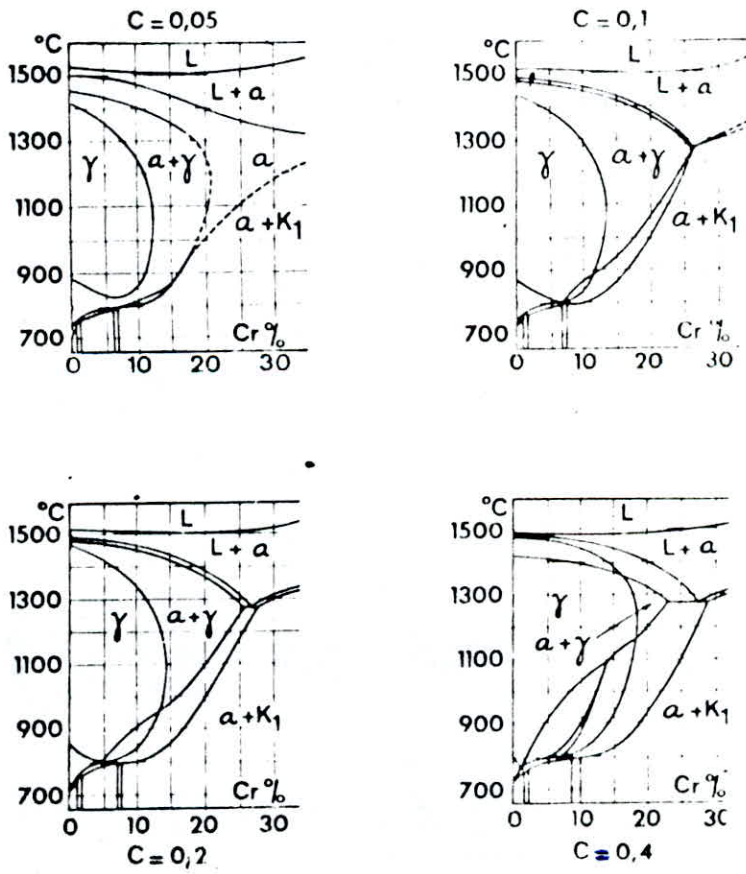 C = 0,05
°C
1500
1300
1100
900
700
L
L + a
γ
a+γ
a
a + K1
Cr %
0
10
20
30
C = 0,1
°C
1500
1300
1100
900
700
L
L + a
γ
a+γ
a + K1
Cr %
0
10
20
30
°C
1500
1300
1100
900
700
L
L + a
γ
a+γ
a + K1
Cr %
0
10
20
30
C = 0,2
°C
1500
1300
1100
900
700
L
L + a
γ
a + γ
a + K1
Cr %
0
10
20
C = 0,4